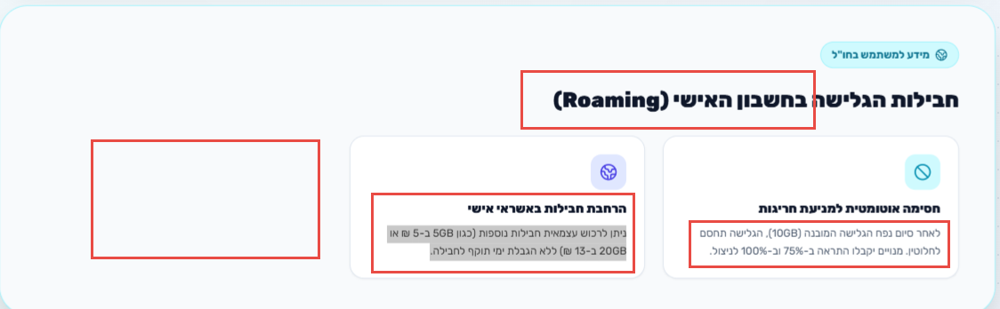 מידע למשתמש בחו"ל
חבילות הגלישה בחשבון האישי (Roaming)
חסימה אוטומטית למניעת חריגות
לאחר סיום נפח הגלישה המובנה (10GB), הגלישה תחסם
לחלוטין. מנויים יקבלו התראה ב-75% וב-100% לניצול.
הרחבת חבילות באשראי אישי
ניתן לרכוש עצמאית חבילות נוספות (כגון 5GB ב-5 ₪ או
20GB ב-13 ₪) ללא הגבלת ימי תוקף לחבילה.